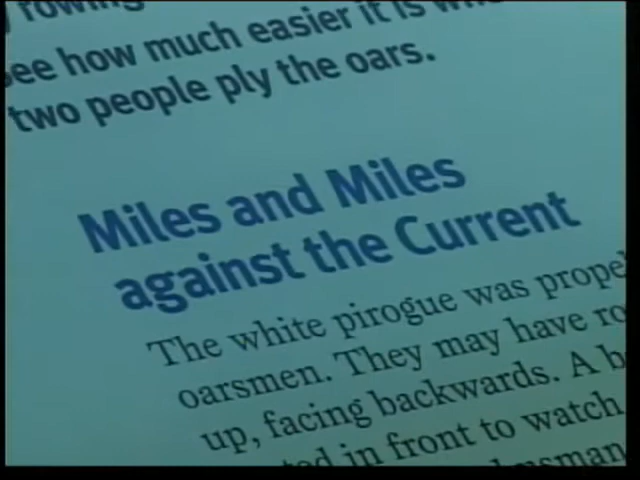 see how much easier it is
two people ply the oars.
Miles and Miles
against the Current
The white pirogue was
oarsmen. They may have
up, facing backwards. A
in front to watch